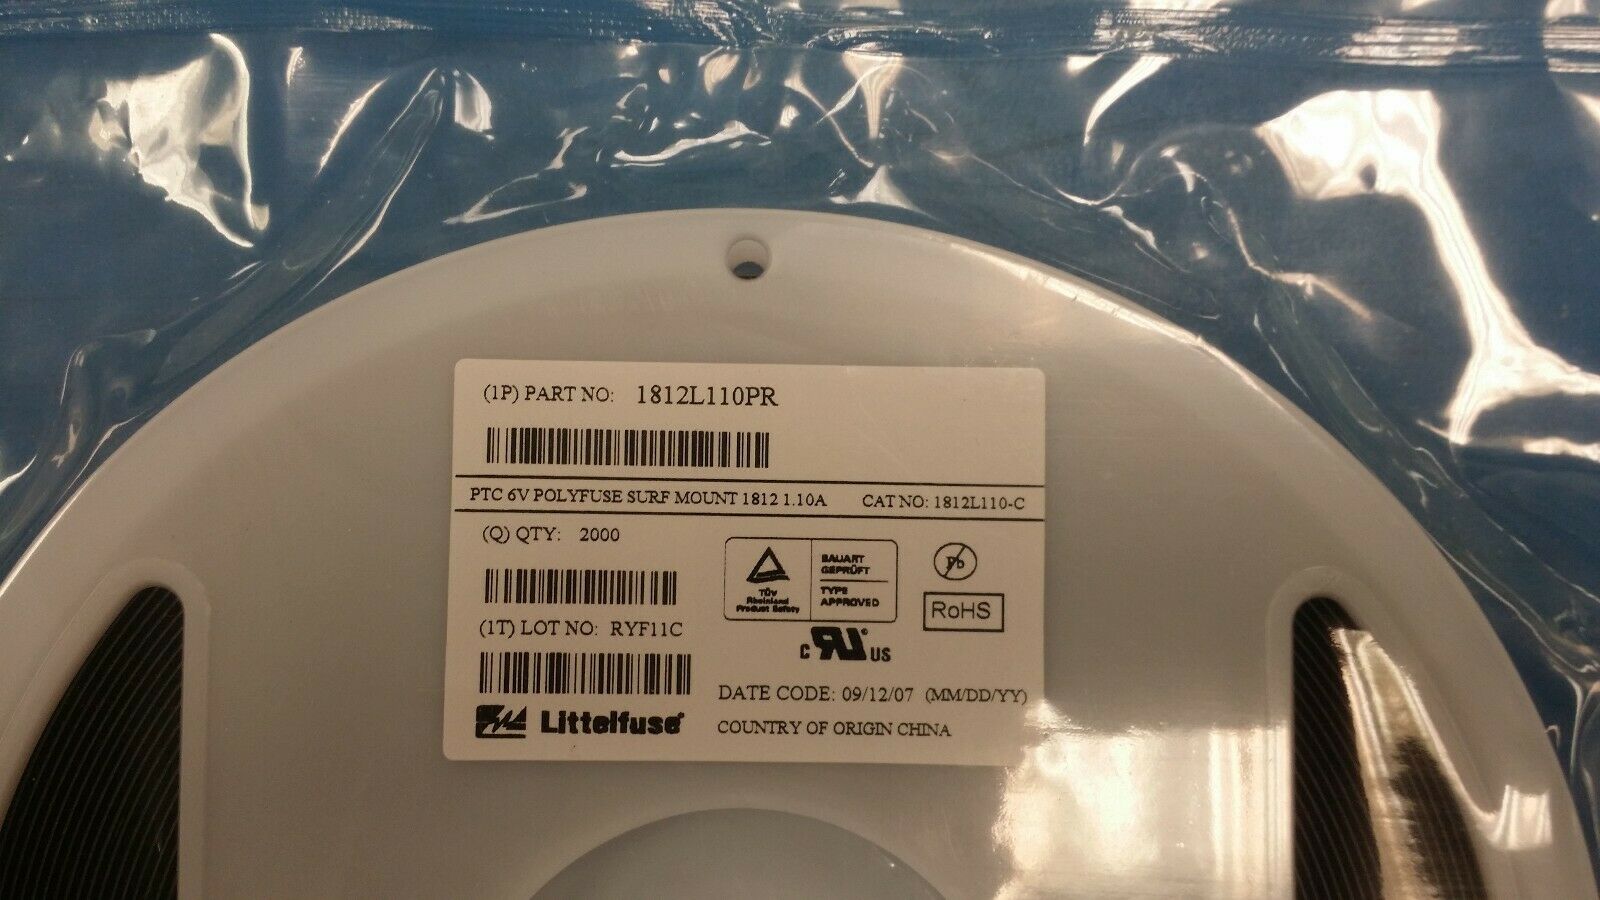 (1P) PART NO: 1812L110PR
PTC 6V POLYFUSE SURF MOUNT 1812 1.10A CAT NO: 1812L110-C
(Q) QTY: 2000
TÜV
Rheinland
Product Safety
BAUART
GEPRÜFT
TYPE
APPROVED
Pb
RoHS
(1T) LOT NO: RYF11C
c RU ® US
DATE CODE: 09/12/07 (MM/DD/YY)
Littelfuse®
COUNTRY OF ORIGIN CHINA